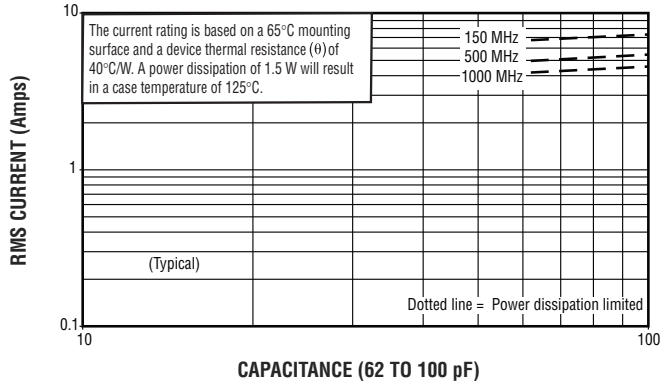 10
The current rating is based on a 65°C mounting
surface and a device thermal resistance (θ) of
40°C/W. A power dissipation of 1.5 W will result
in a case temperature of 125°C.
150 MHz
500 MHz
1000 MHz
RMS CURRENT (Amps)
1
(Typical)
Dotted line = Power dissipation limited
0.1
10
100
CAPACITANCE (62 TO 100 pF)